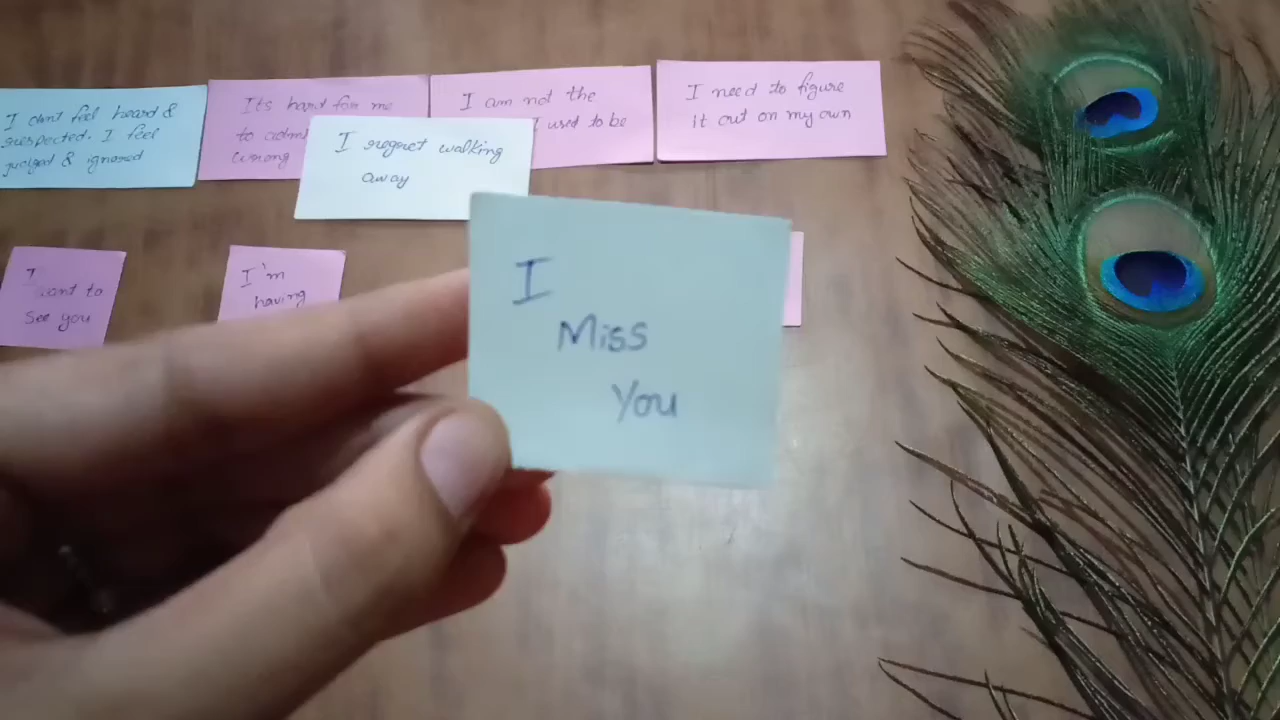 I don't feel heard &
respected. I feel
judged & ignored
Its hard for me
to
wrong
I am not the
I used to be
I need to figure
it out on my own
I regret walking
away
I
want to
See you
I'm
having
I
Miss
You